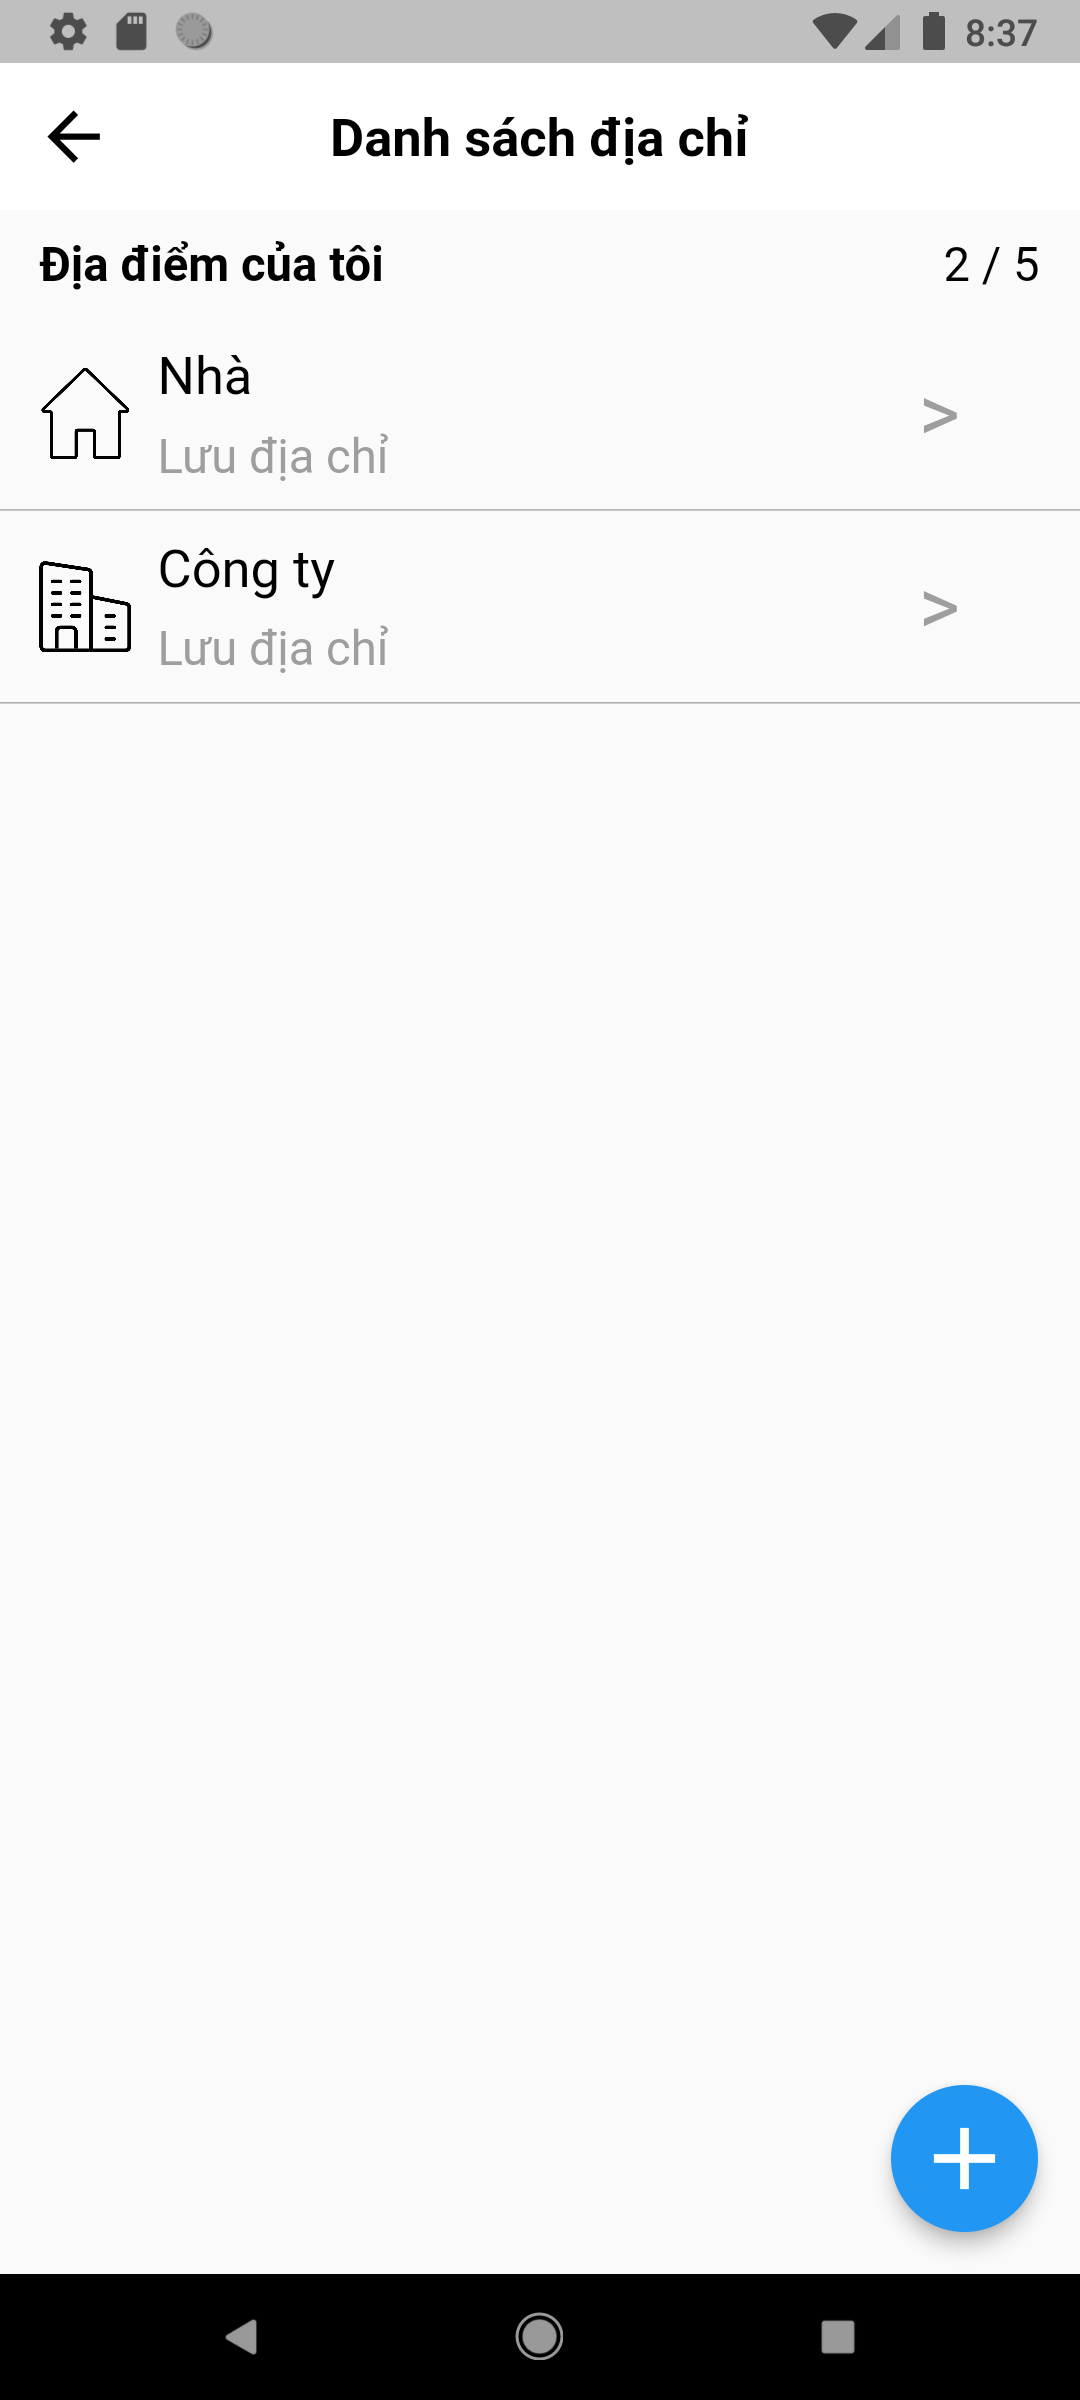 8:37
Danh sách địa chỉ
Địa điểm của tôi 2 / 5
Nhà
Lưu địa chỉ
>
Công ty
Lưu địa chỉ
>